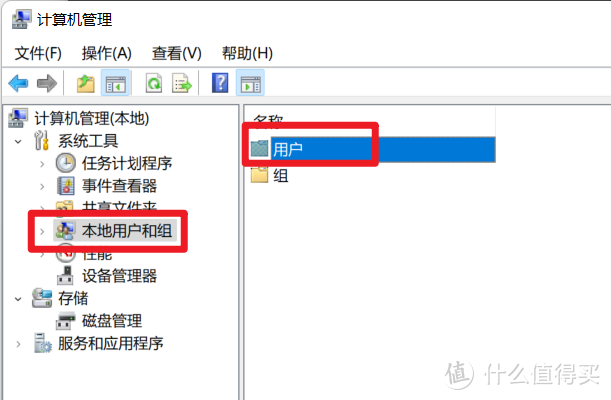 计算机管理
文件(F) 操作(A) 查看(V) 帮助(H)
计算机管理(本地)
系统工具
任务计划程序
事件查看器
共享文件夹
本地用户和组
性能
设备管理器
存储
磁盘管理
服务和应用程序
名称
用户
组
值 什么值得买